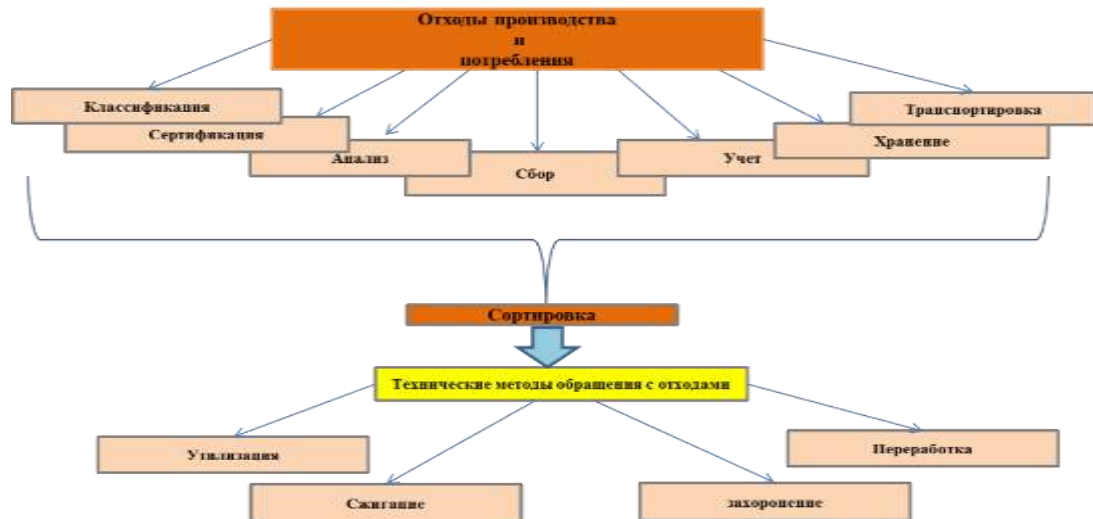 Отходы производства
и
потребления
Классификация
Сертификация
Анализ
Сбор
Учет
Хранение
Транспортировка
Сортировка
Технические методы обращения с отходами
Утилизация
Сжигание
захоронение
Переработка